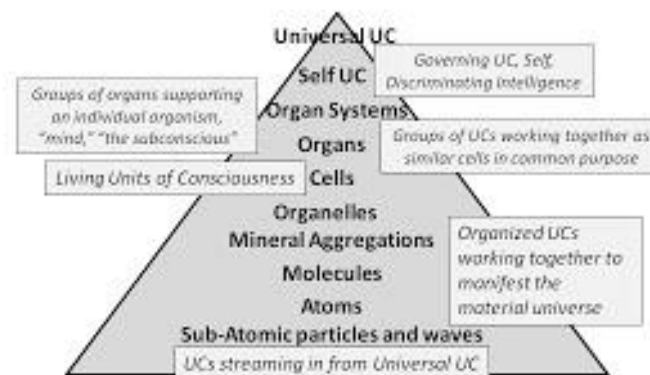 Universal UC
Governing UC, Self,
Discriminating Intelligence
Self UC
Groups of organs supporting
an individual organism,
"mind," "the subconscious"
Organ Systems
Organs
Groups of UCs working together as
similar cells in common purpose
Living Units of Consciousness
Cells
Organelles
Mineral Aggregations
Organized UCs
working together to
manifest the
material universe
Molecules
Atoms
Sub-Atomic particles and waves
UCs streaming in from Universal UC